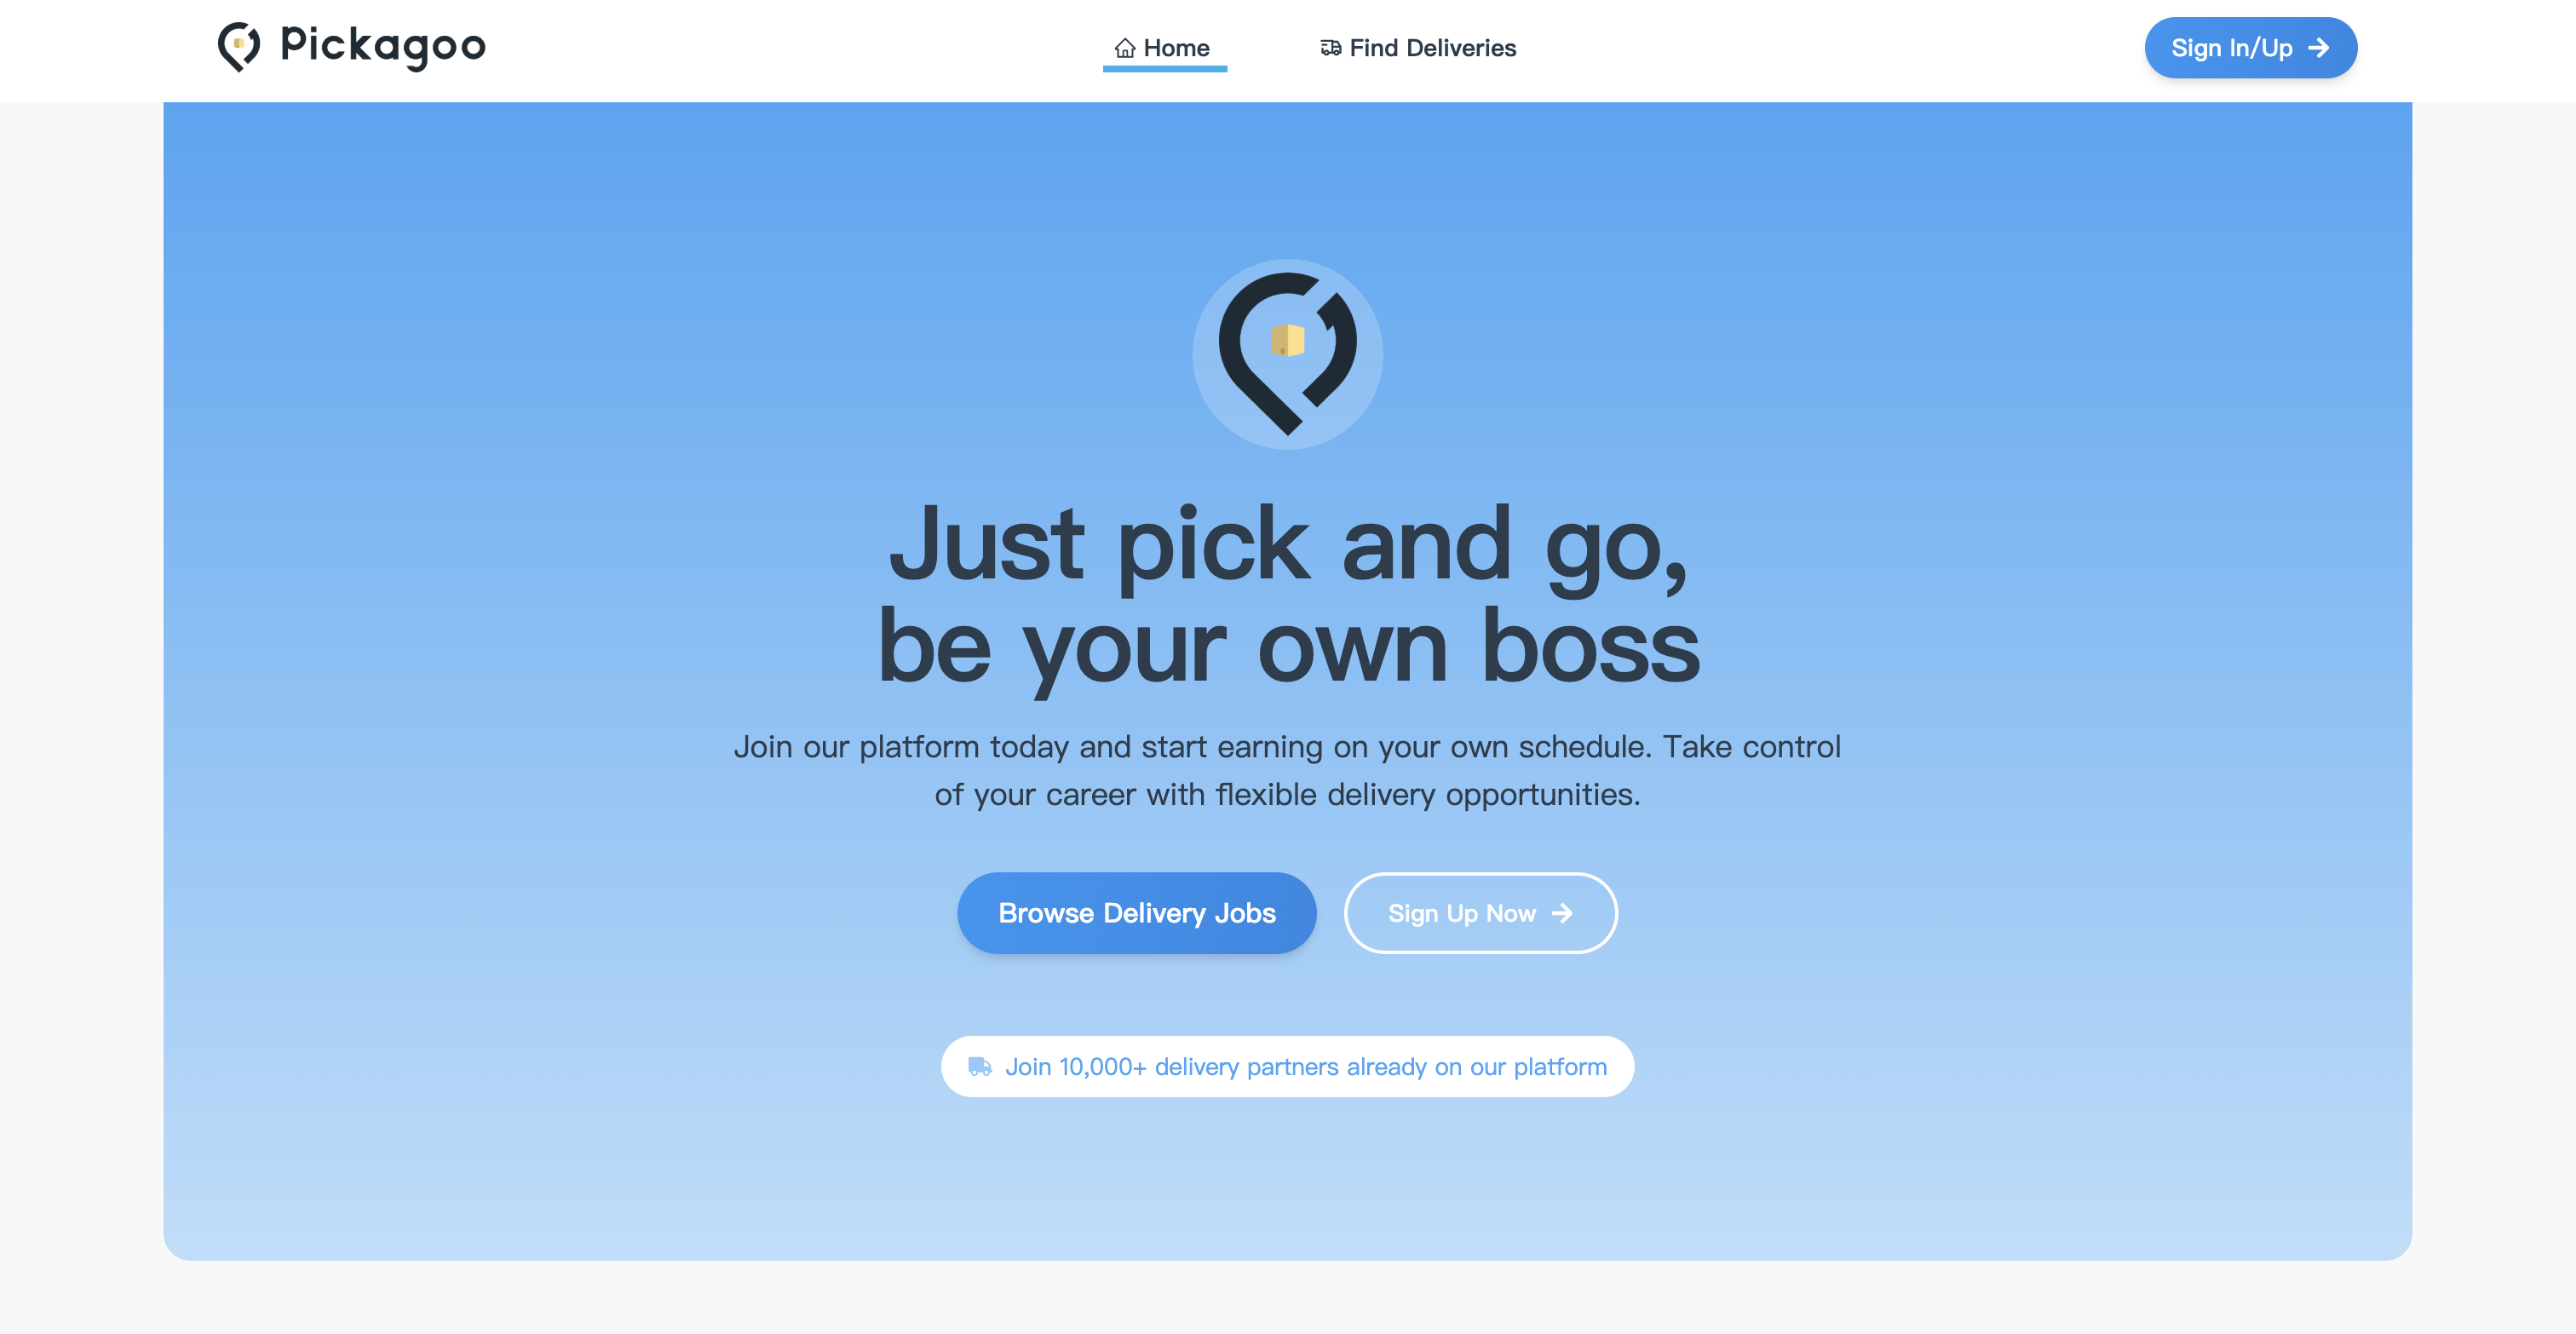 Pickagoo
Home
Find Deliveries
Sign In/Up
Just pick and go,
be your own boss
Join our platform today and start earning on your own schedule. Take control
of your career with flexible delivery opportunities.
Browse Delivery Jobs
Sign Up Now
Join 10,000+ delivery partners already on our platform